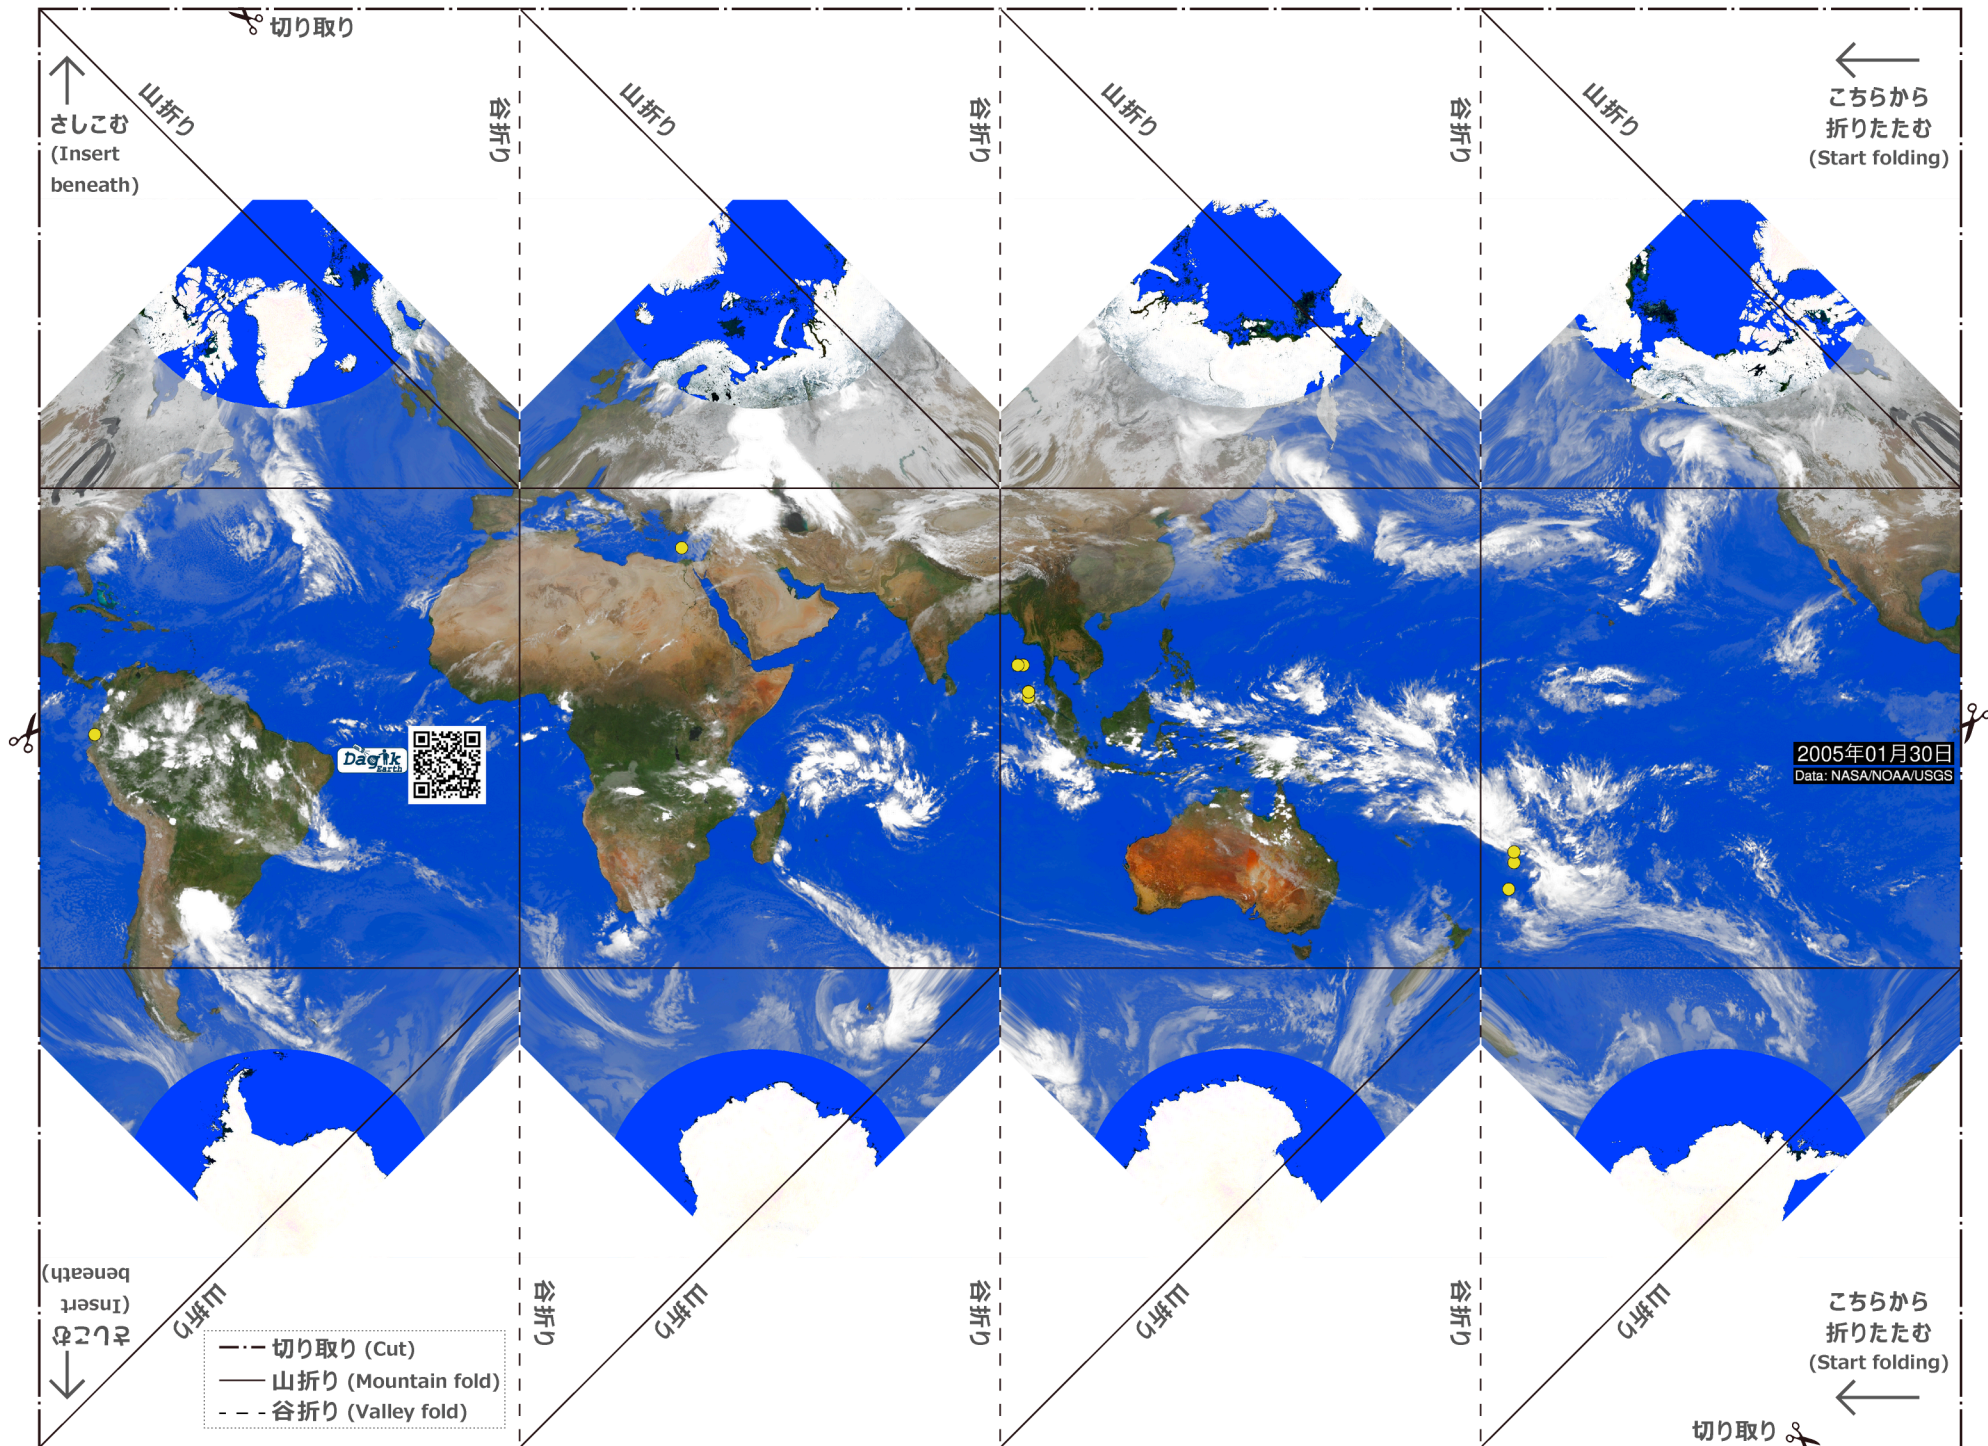 切り取り
山折り
山折り
山折り
山折り
谷折り
谷折り
谷折り
さしこむ
(Insert
beneath)
こちらから
折りたたむ
(Start folding)
Dagik
Earth
2005年01月30日
Data: NASA/NOAA/USGS
さしこむ
(Insert
beneath)
山折り
山折り
山折り
山折り
谷折り
谷折り
谷折り
こちらから
折りたたむ
(Start folding)
切り取り (Cut)
山折り (Mountain fold)
谷折り (Valley fold)
切り取り